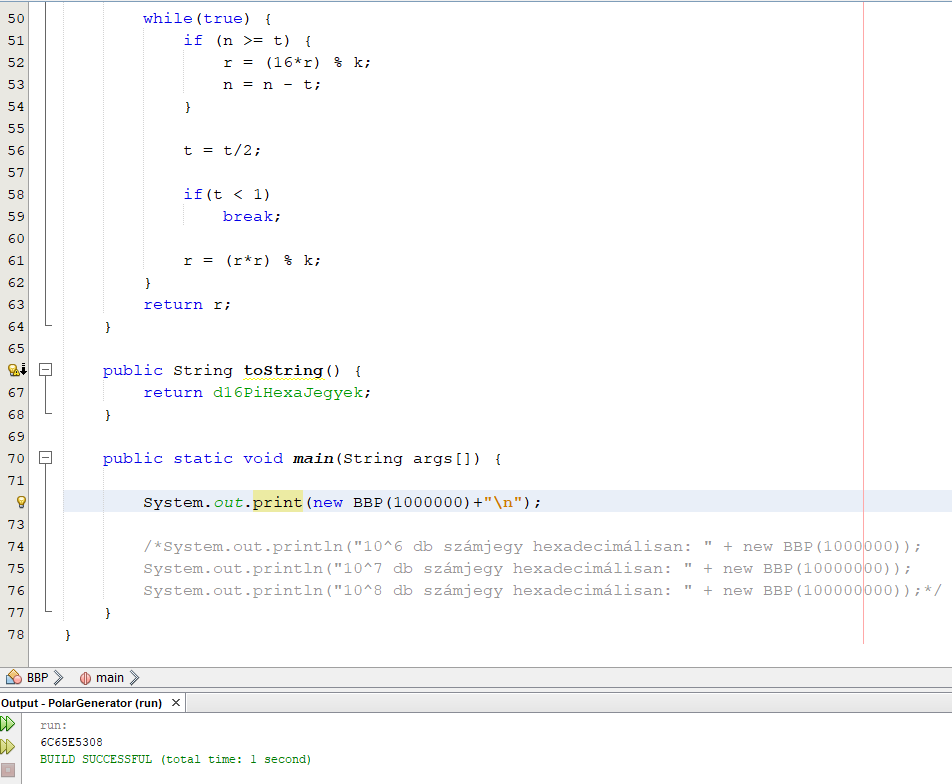 50 while(true) {
51 if (n >= t) {
52 r = (16*r) % k;
53 n = n - t;
54 }
55
56 t = t/2;
57
58 if(t < 1)
59 break;
60
61 r = (r*r) % k;
62 }
63 return r;
64 }
65
public String toString() {
67 return d16PiHexaJegyek;
68 }
69
70 public static void main(String args[]) {
71
System.out.print(new BBP(1000000)+"\n");
73
74 /*System.out.println("10^6 db számjegy hexadecimálisan: " + new BBP(1000000));
75 System.out.println("10^7 db számjegy hexadecimálisan: " + new BBP(10000000));
76 System.out.println("10^8 db számjegy hexadecimálisan: " + new BBP(100000000));*/
77 }
78 }
BBP main
Output - PolarGenerator (run) ×
run:
6C65E5308
BUILD SUCCESSFUL (total time: 1 second)